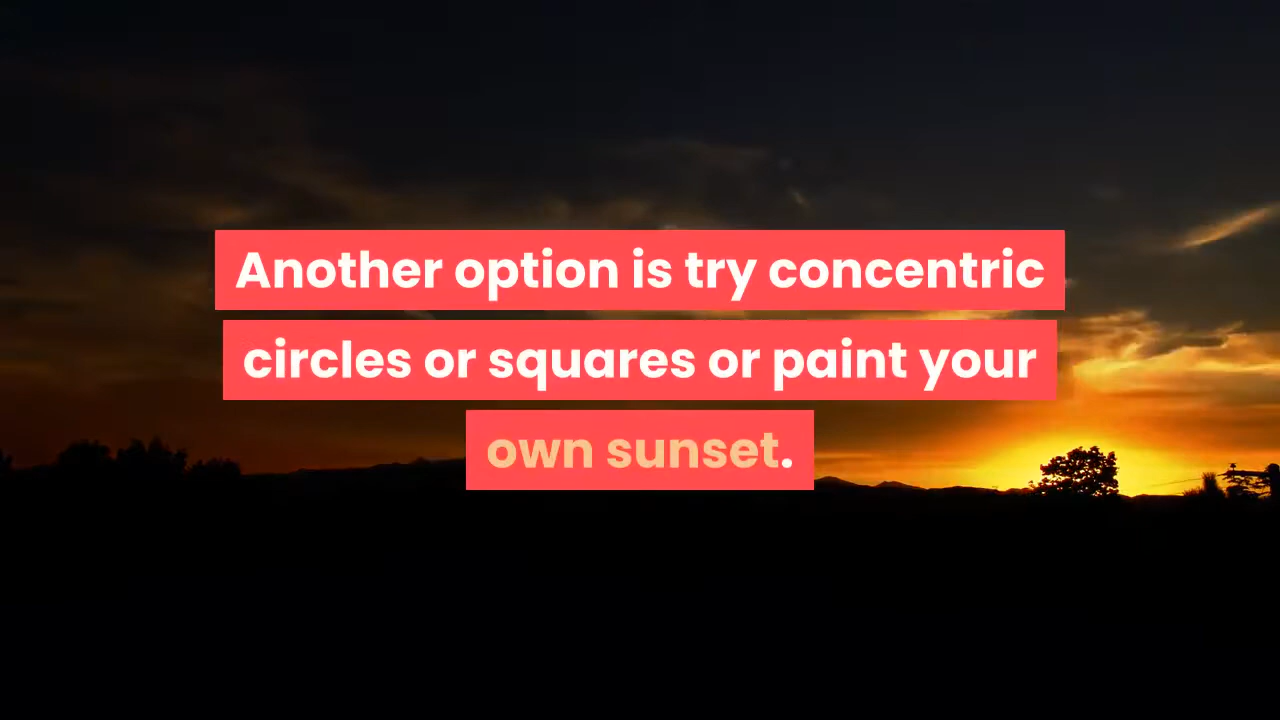 Another option is try concentric
circles or squares or paint your
own sunset.